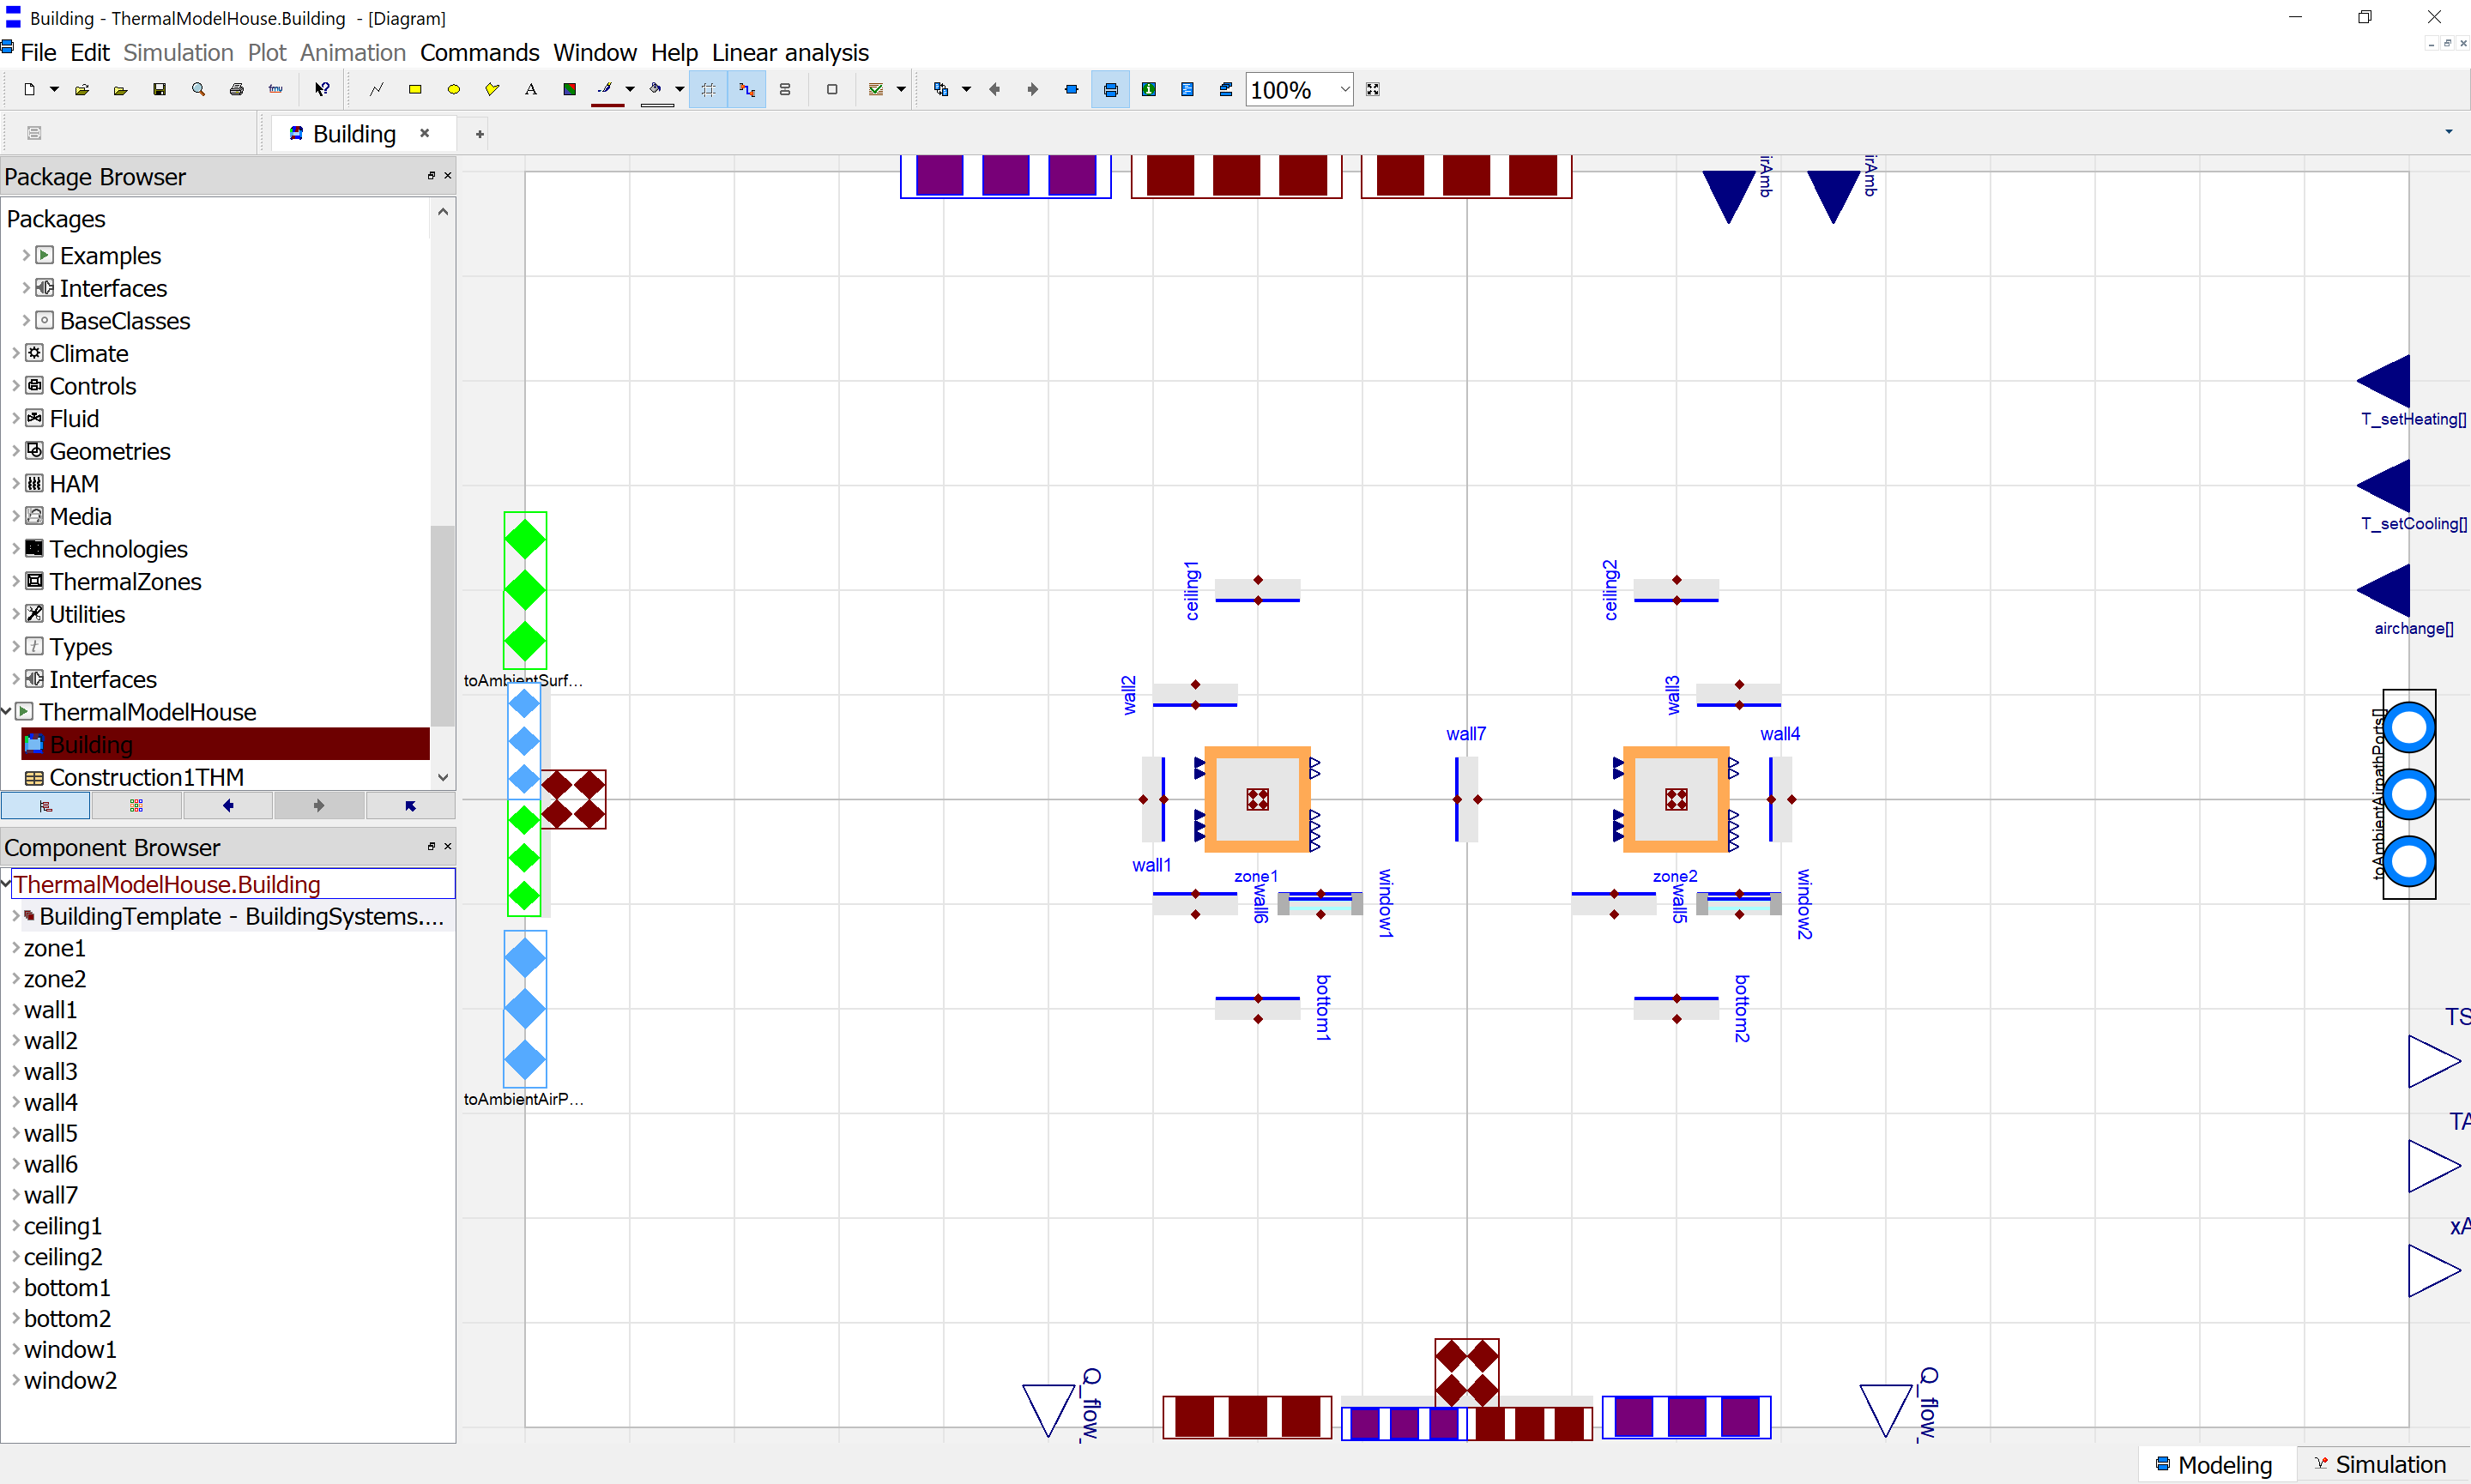 Building - ThermalModelHouse.Building - [Diagram]
File Edit Simulation Plot Animation Commands Window Help Linear analysis
fmu
A
100%
Building
Package Browser
Packages
Examples
Interfaces
BaseClasses
Climate
Controls
Fluid
Geometries
HAM
Media
Technologies
ThermalZones
Utilities
Types
Interfaces
ThermalModelHouse
Building
Construction1THM
Component Browser
ThermalModelHouse.Building
BuildingTemplate - BuildingSystems....
zone1
zone2
wall1
wall2
wall3
wall4
wall5
wall6
wall7
ceiling1
ceiling2
bottom1
bottom2
window1
window2
irAmb
irAmb
T_setHeating[]
T_setCooling[]
airchange[]
toAmbientSurf...
ceiling1
ceiling2
wall2
wall3
wall7
wall4
toAmbientAirpathPorts[]
wall1
zone1
wall6
window1
zone2
wall5
window2
bottom1
bottom2
toAmbientAirP...
TS
TA
xA
Q_flow_
Q_flow_
Modeling
Simulation